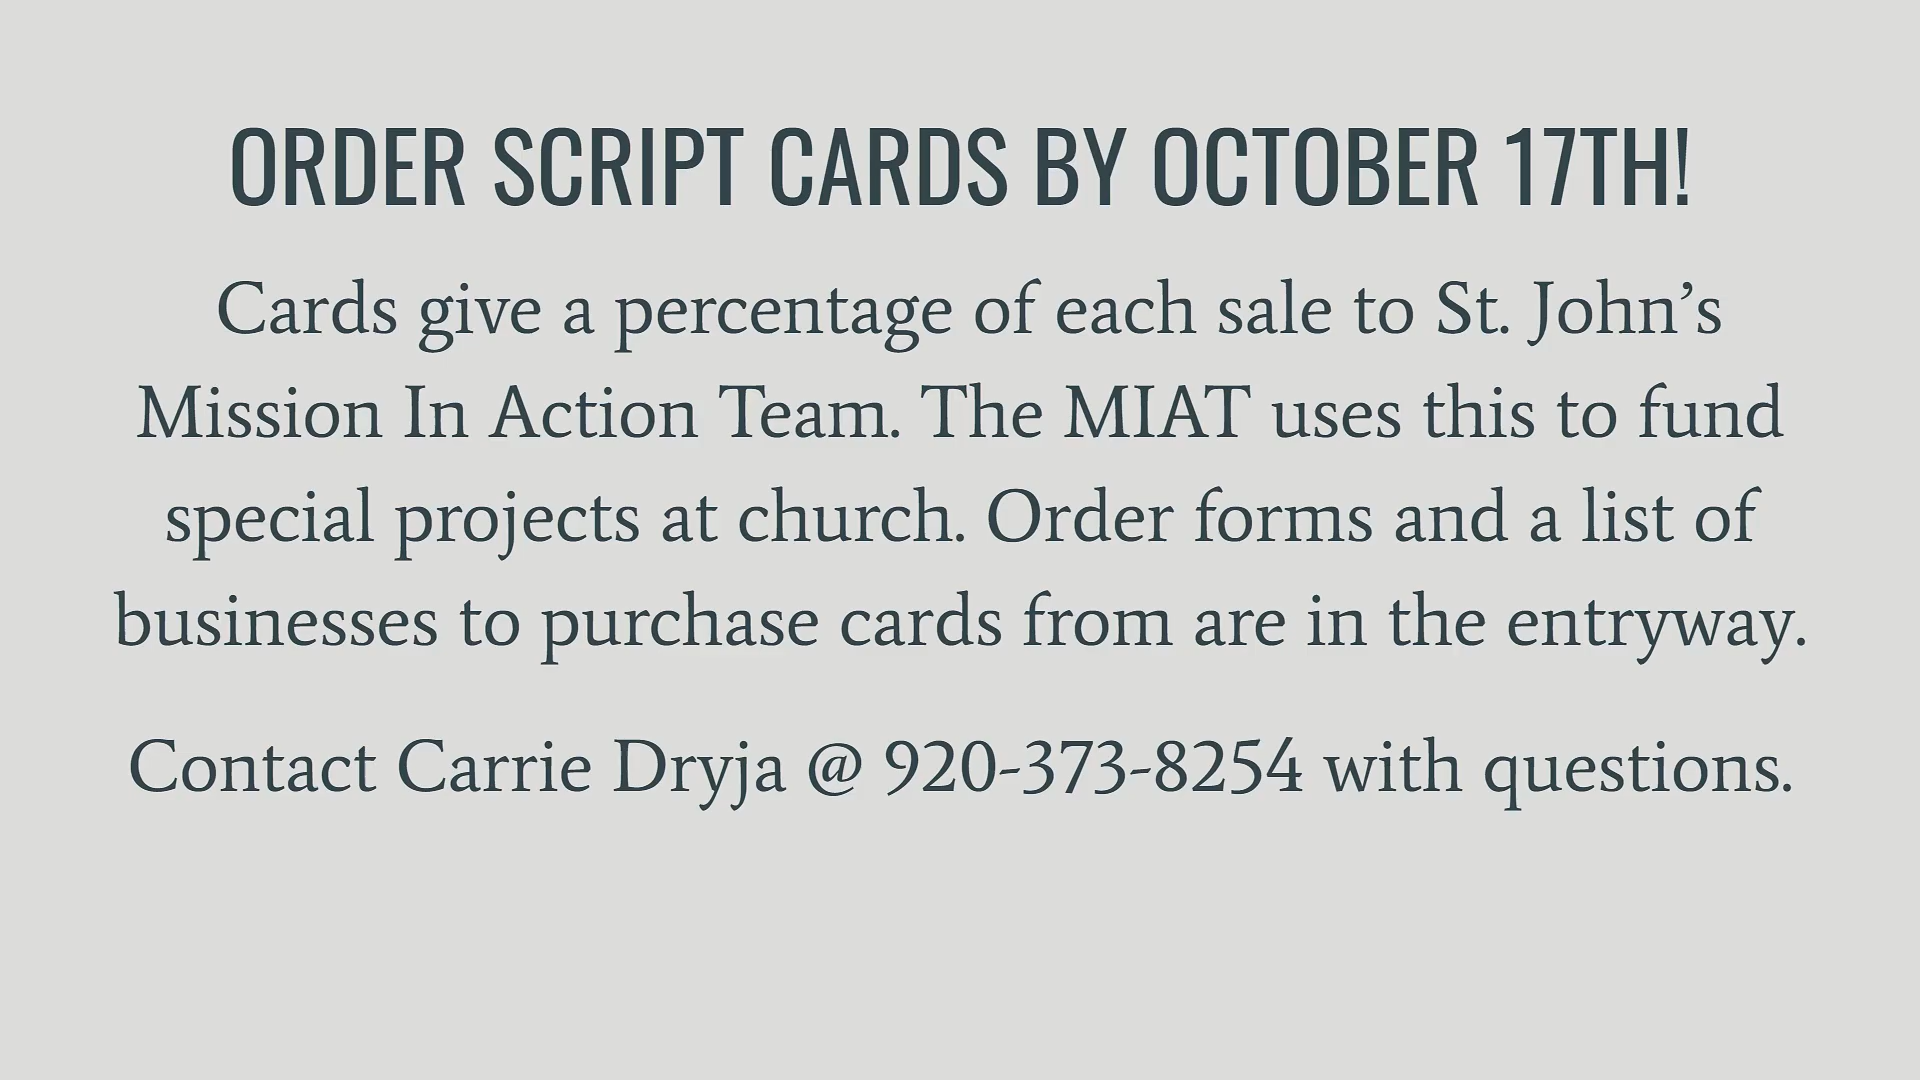 ORDER SCRIPT CARDS BY OCTOBER 17TH!
Cards give a percentage of each sale to St. John’s
Mission In Action Team. The MIAT uses this to fund
special projects at church. Order forms and a list of
businesses to purchase cards from are in the entryway.
Contact Carrie Dryja @ 920-373-8254 with questions.